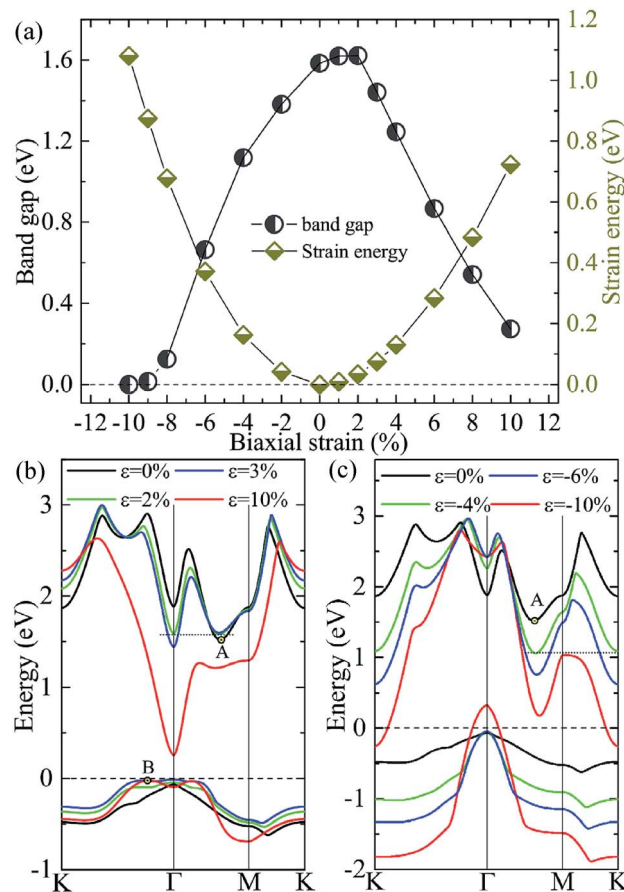 (a)
1.6
1.2
0.8
0.4
0.0
Band gap (eV)
1.2
1.0
0.8
0.6
0.4
0.2
0.0
Strain energy (eV)
band gap
Strain energy
-12 -10 -8 -6 -4 -2 0 2 4 6 8 10 12
Biaxial strain (%)
(b)
ε=0% ε=3%
ε=2% ε=10%
3
2
1
0
-1
Energy (eV)
A
B
K Γ M K
(c)
ε=0% ε=-6%
ε=-4% ε=-10%
3
2
1
0
-1
-2
Energy (eV)
A
K Γ M K